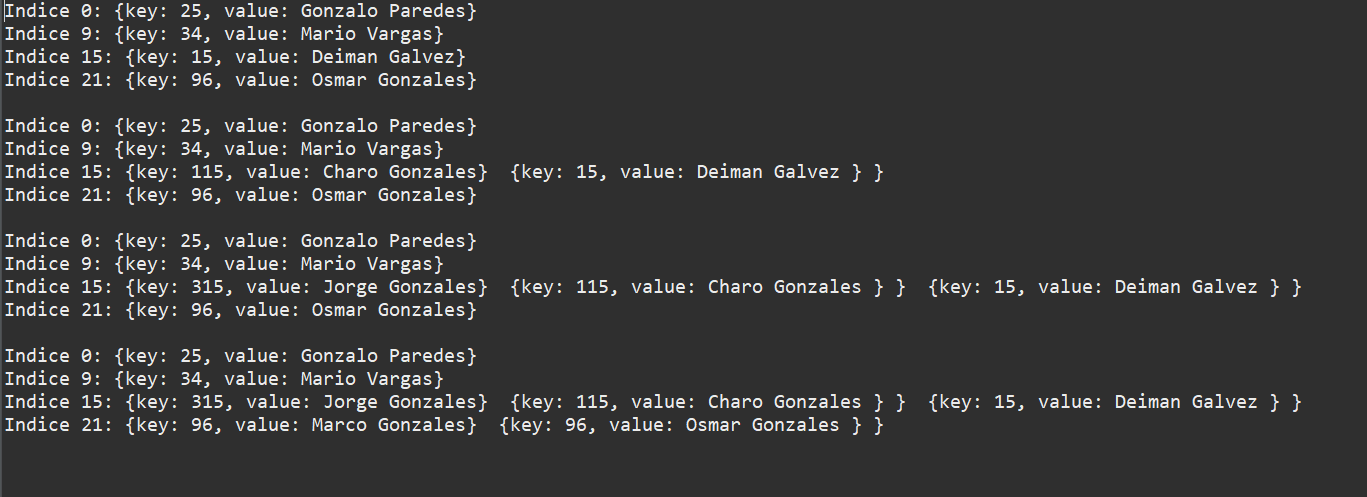 Indice 0: {key: 25, value: Gonzalo Paredes}
Indice 9: {key: 34, value: Mario Vargas}
Indice 15: {key: 15, value: Deiman Galvez}
Indice 21: {key: 96, value: Osmar Gonzales}

Indice 0: {key: 25, value: Gonzalo Paredes}
Indice 9: {key: 34, value: Mario Vargas}
Indice 15: {key: 115, value: Charo Gonzales}  {key: 15, value: Deiman Galvez } }
Indice 21: {key: 96, value: Osmar Gonzales}

Indice 0: {key: 25, value: Gonzalo Paredes}
Indice 9: {key: 34, value: Mario Vargas}
Indice 15: {key: 315, value: Jorge Gonzales}  {key: 115, value: Charo Gonzales } }  {key: 15, value: Deiman Galvez } }
Indice 21: {key: 96, value: Osmar Gonzales}

Indice 0: {key: 25, value: Gonzalo Paredes}
Indice 9: {key: 34, value: Mario Vargas}
Indice 15: {key: 315, value: Jorge Gonzales}  {key: 115, value: Charo Gonzales } }  {key: 15, value: Deiman Galvez } }
Indice 21: {key: 96, value: Marco Gonzales}  {key: 96, value: Osmar Gonzales } }